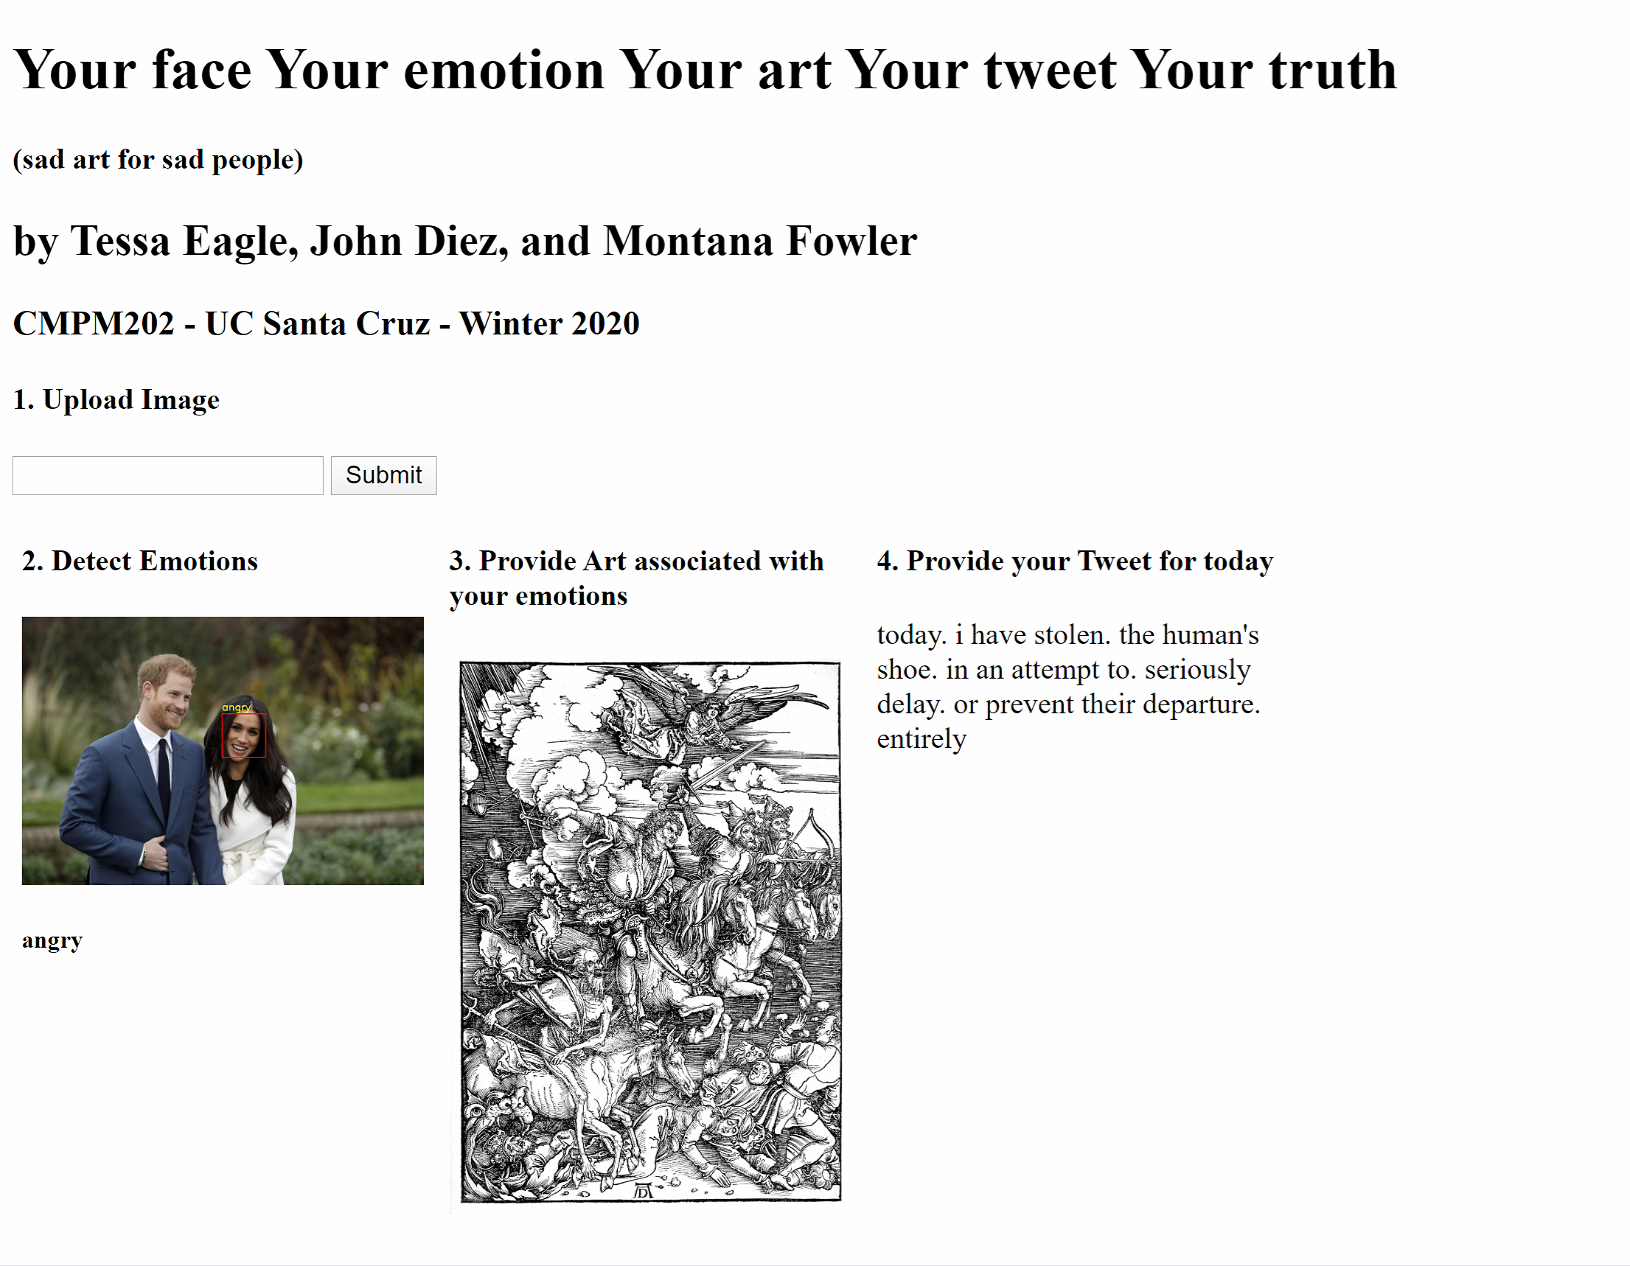 Your face Your emotion Your art Your tweet Your truth
(sad art for sad people)
by Tessa Eagle, John Diez, and Montana Fowler
CMPM202 - UC Santa Cruz - Winter 2020
1. Upload Image
Submit
2. Detect Emotions
angry
angry
3. Provide Art associated with
your emotions
AD
4. Provide your Tweet for today
today. i have stolen. the human's
shoe. in an attempt to. seriously
delay. or prevent their departure.
entirely